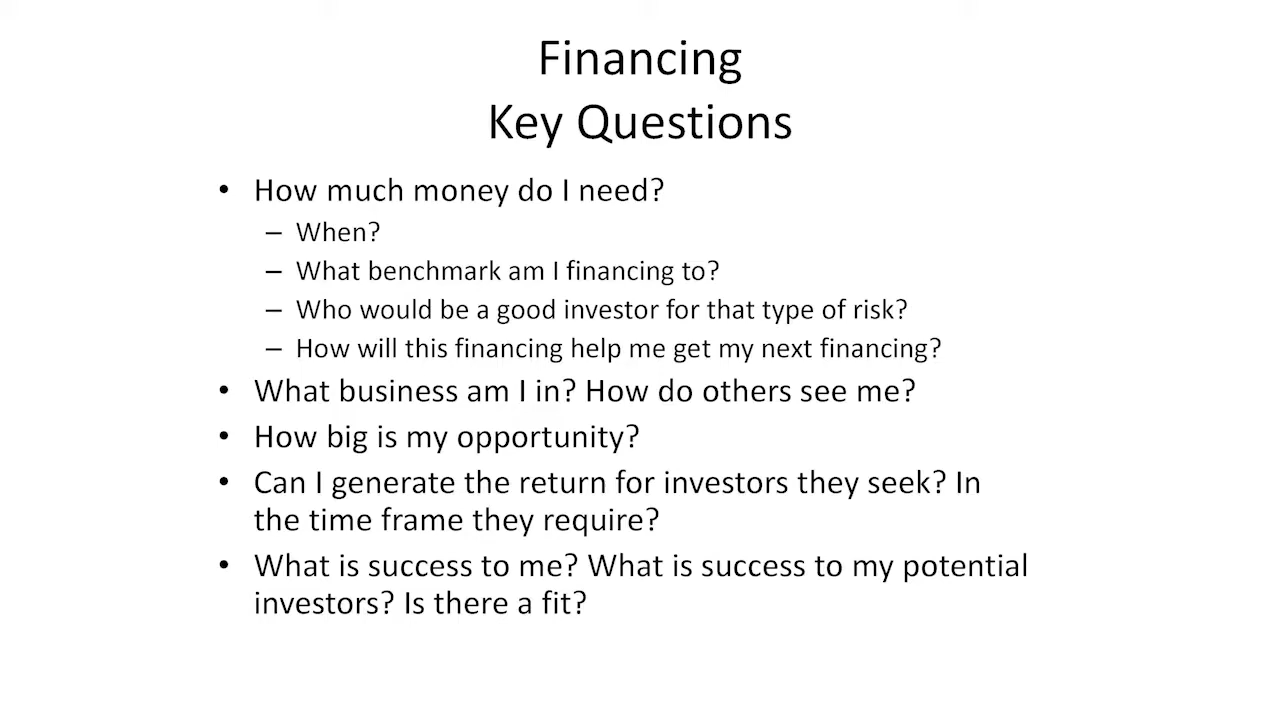 Financing
Key Questions
• How much money do I need?
– When?
– What benchmark am I financing to?
– Who would be a good investor for that type of risk?
– How will this financing help me get my next financing?
• What business am I in? How do others see me?
• How big is my opportunity?
• Can I generate the return for investors they seek? In
the time frame they require?
• What is success to me? What is success to my potential
investors? Is there a fit?